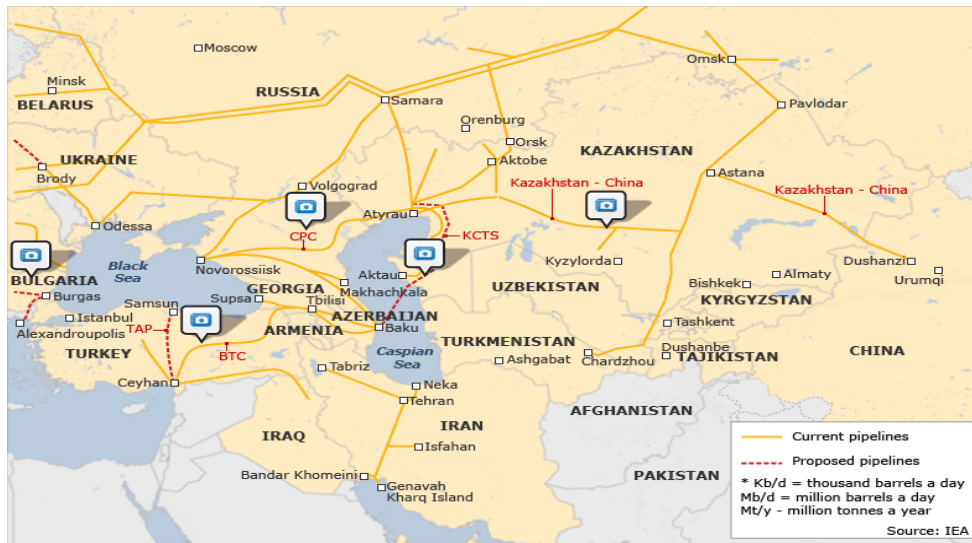 Moscow
Omsk
Minsk
BELARUS
RUSSIA
Samara
Pavlodar
Orenburg
Orsk
KAZAKHSTAN
UKRAINE
Aktobe
Brody
Astana
Volgograd
Kazakhstan - China
Kazakhstan - China
Atyrau
Odessa
CPC
KCTS
Black
Sea
Novorossiisk
Kyzylorda
Dushanzi
Urumqi
Aktau
Almaty
BULGARIA
GEORGIA
Makhachkala
UZBEKISTAN
Bishkek
KYRGYZSTAN
Burgas
Samsun
Supsa
Tbilisi
Istanbul
AZERBAIJAN
Alexandroupolis
TAP
ARMENIA
Baku
Tashkent
TURKMENISTAN
Dushanbe
TURKEY
BTC
Caspian
Sea
Ashgabat
Chardzhou
TAJIKISTAN
CHINA
Tabriz
Ceyhan
Neka
Tehran
AFGHANISTAN
IRAQ
IRAN
Isfahan
PAKISTAN
Bandar Khomeini
Genavah
Kharq Island
Current pipelines
Proposed pipelines
* Kb/d = thousand barrels a day
Mb/d = million barrels a day
Mt/y - million tonnes a year
Source: IEA